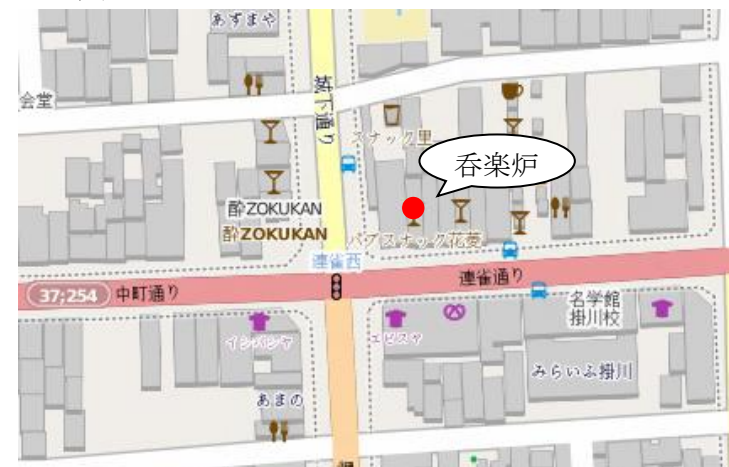 あずまや
会堂
城下通り
スナック里
呑楽炉
酔ZOKUKAN
酔ZOKUKAN
パブスナック花菱
連雀西
連雀通り
37;254
中町通り
名学館
掛川校
イシバシヤ
エビスヤ
みらいふ掛川
あまの